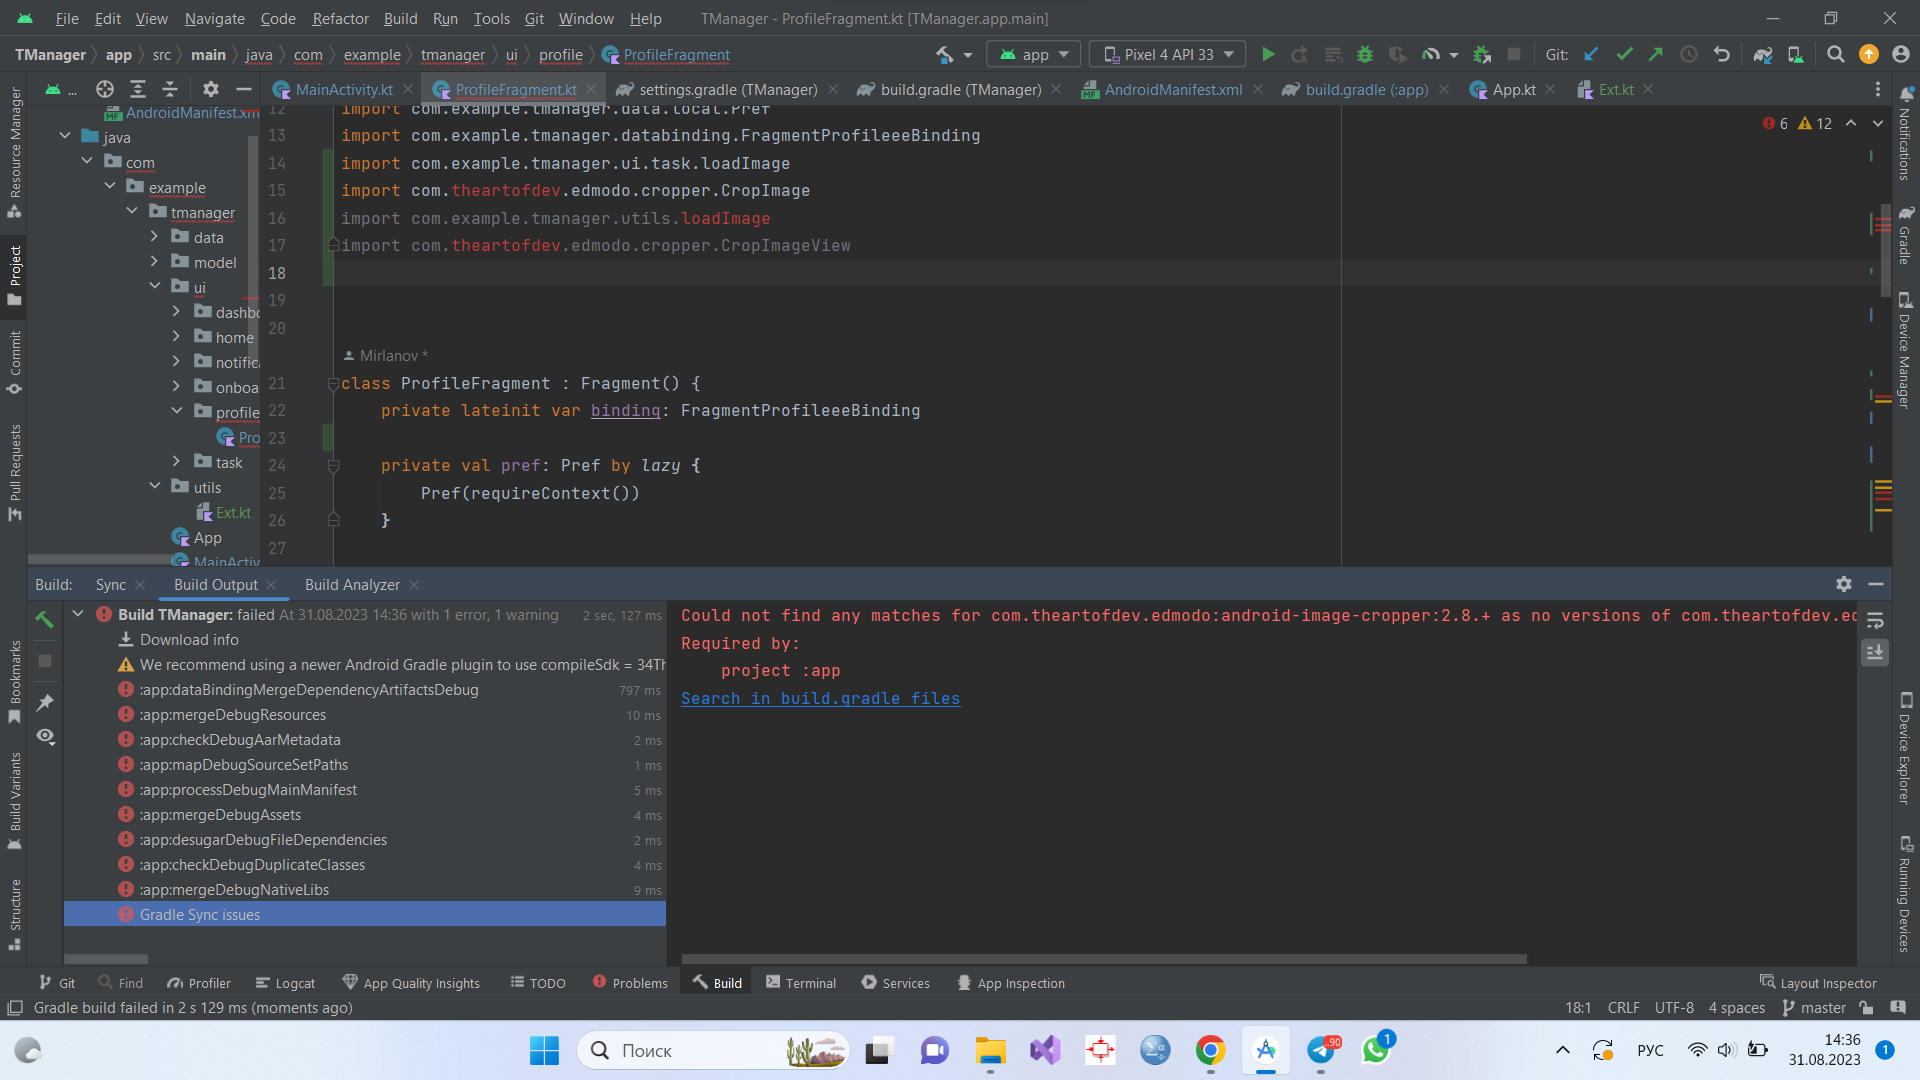 File Edit View Navigate Code Refactor Build Run Tools Git Window Help TManager - ProfileFragment.kt [TManager.app.main]
TManager app src main java com example tmanager ui profile ProfileFragment app Pixel 4 API 33 Git:
... MainActivity.kt ProfileFragment.kt settings.gradle (TManager) build.gradle (TManager) AndroidManifest.xml build.gradle (:app) App.kt Ext.kt
Resource Manager
Project
Commit
Pull Requests
Bookmarks
Build Variants
Structure
AndroidManifest.xm
java
com
example
tmanager
data
model
ui
dashbo
home
notifica
onboa
profile
Pro
task
utils
Ext.kt
App
MainActiv
6 12
12 import com.example.tmanager.data.local.Pref
13 import com.example.tmanager.databinding.FragmentProfileeeBinding
14 import com.example.tmanager.ui.task.loadImage
15 import com.theartofdev.edmodo.cropper.CropImage
16 import com.example.tmanager.utils.loadImage
17 import com.theartofdev.edmodo.cropper.CropImageView
18
19
20
Mirlanov *
21 class ProfileFragment : Fragment() {
22 private lateinit var binding: FragmentProfileeeBinding
23
24 private val pref: Pref by lazy {
25 Pref(requireContext())
26 }
27
Notifications
Gradle
Device Manager
Device Explorer
Running Devices
Build: Sync Build Output Build Analyzer
Build TManager: failed At 31.08.2023 14:36 with 1 error, 1 warning 2 sec, 127 ms
Download info
We recommend using a newer Android Gradle plugin to use compileSdk = 34Th
:app:dataBindingMergeDependencyArtifactsDebug 797 ms
:app:mergeDebugResources 10 ms
:app:checkDebugAarMetadata 2 ms
:app:mapDebugSourceSetPaths 1 ms
:app:processDebugMainManifest 5 ms
:app:mergeDebugAssets 4 ms
:app:desugarDebugFileDependencies 2 ms
:app:checkDebugDuplicateClasses 4 ms
:app:mergeDebugNativeLibs 9 ms
Gradle Sync issues
Could not find any matches for com.theartofdev.edmodo:android-image-cropper:2.8.+ as no versions of com.theartofdev.ed
Required by:
project :app
Search in build.gradle files
Git Find Profiler Logcat App Quality Insights TODO Problems Build Terminal Services App Inspection Layout Inspector
Gradle build failed in 2 s 129 ms (moments ago) 18:1 CRLF UTF-8 4 spaces master
Поиск 90 1 РУС 14:36 1
31.08.2023